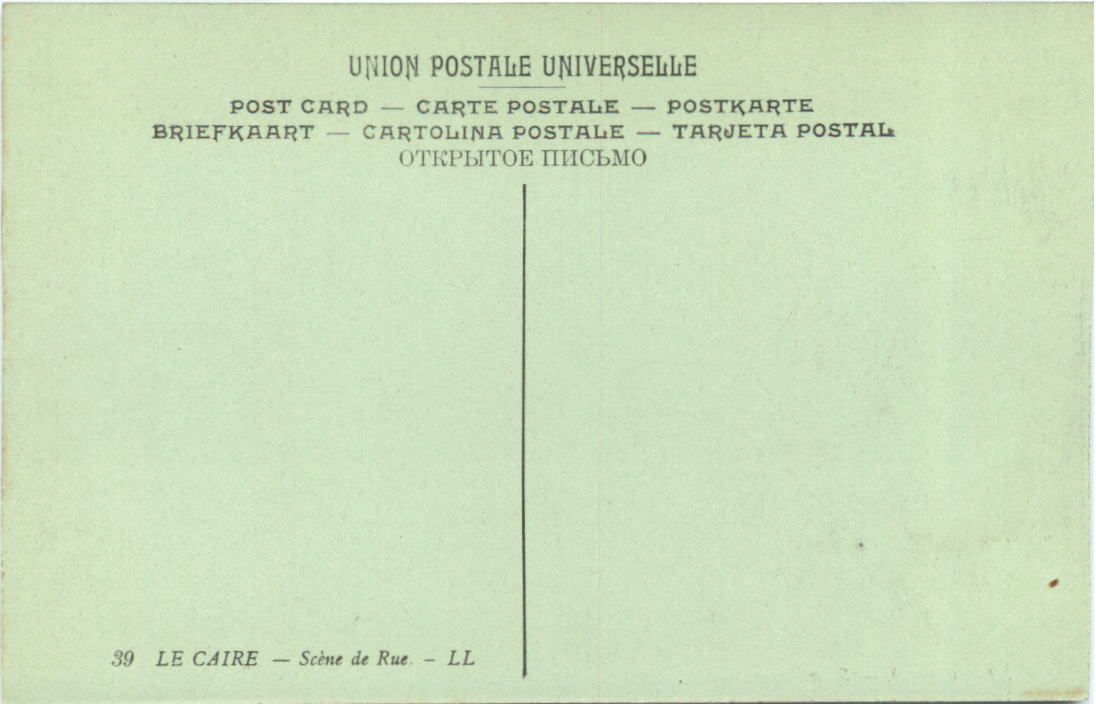 UNION POSTALE UNIVERSELLE
POST CARD — CARTE POSTALE — POSTKARTE
BRIEFKAART — CARTOLINA POSTALE — TARJETA POSTAL
ОТКРЫТОЕ ПИСЬМО
39 LE CAIRE — Scène de Rue. – LL